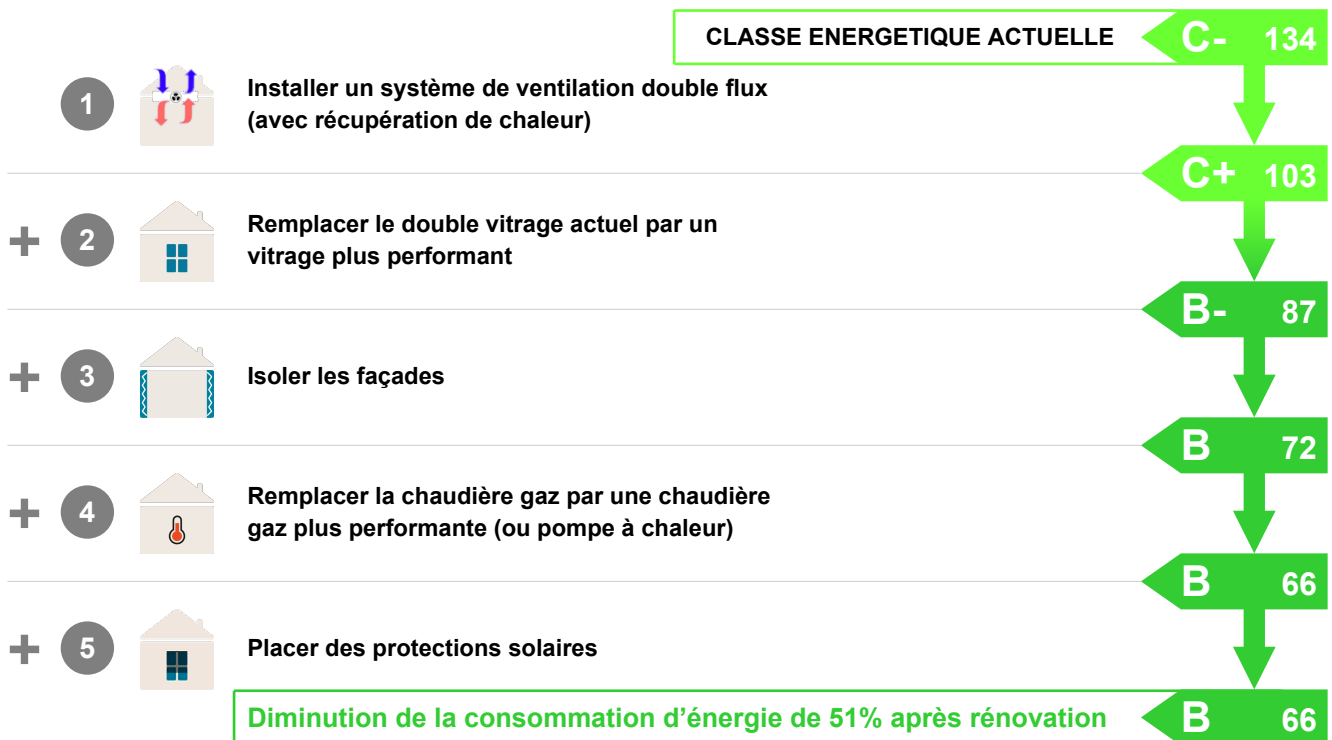 CLASSE ENERGETIQUE ACTUELLE C- 134
1 Installer un système de ventilation double flux
(avec récupération de chaleur)
C+ 103
+ 2 Remplacer le double vitrage actuel par un
vitrage plus performant
B- 87
+ 3 Isoler les façades
B 72
+ 4 Remplacer la chaudière gaz par une chaudière
gaz plus performante (ou pompe à chaleur)
B 66
+ 5 Placer des protections solaires
Diminution de la consommation d’énergie de 51% après rénovation B 66